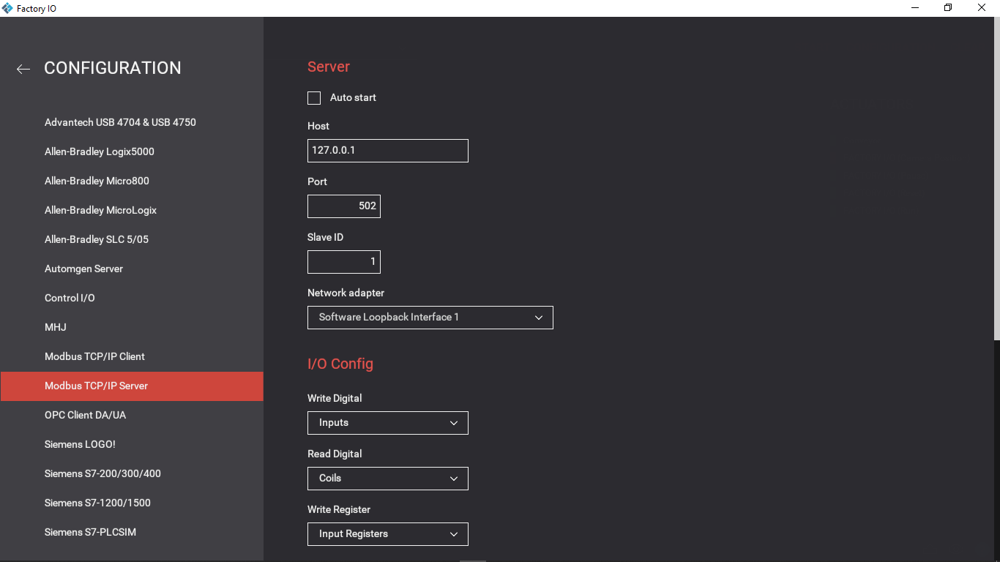 Factory IO
CONFIGURATION
Advantech USB 4704 & USB 4750
Allen-Bradley Logix5000
Allen-Bradley Micro800
Allen-Bradley MicroLogix
Allen-Bradley SLC 5/05
Automgen Server
Control I/O
MHJ
Modbus TCP/IP Client
Modbus TCP/IP Server
OPC Client DA/UA
Siemens LOGO!
Siemens S7-200/300/400
Siemens S7-1200/1500
Siemens S7-PLCSIM
Server
Auto start
Host
127.0.0.1
Port
502
Slave ID
1
Network adapter
Software Loopback Interface 1
I/O Config
Write Digital
Inputs
Read Digital
Coils
Write Register
Input Registers